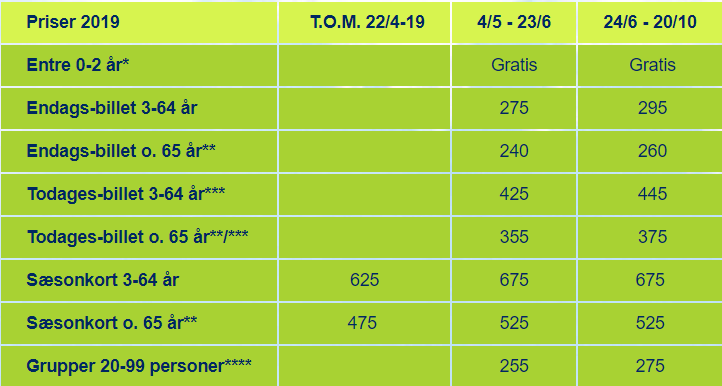 Priser 2019 T.O.M. 22/4-19 4/5 - 23/6 24/6 - 20/10
Entre 0-2 år* Gratis Gratis
Endags-billet 3-64 år 275 295
Endags-billet o. 65 år** 240 260
Todages-billet 3-64 år*** 425 445
Todages-billet o. 65 år**/*** 355 375
Sæsonkort 3-64 år 625 675 675
Sæsonkort o. 65 år** 475 525 525
Grupper 20-99 personer**** 255 275